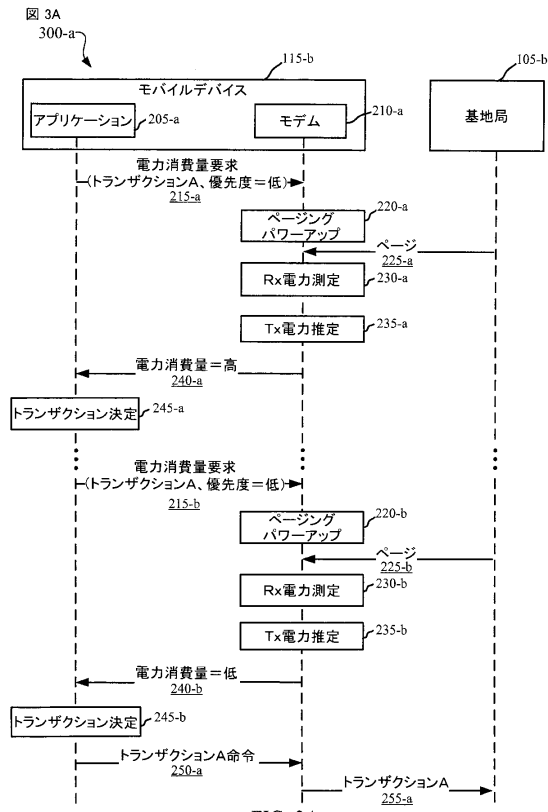 図 3A
300-a
115-b
105-b
モバイルデバイス
アプリケーション
205-a
モデム
210-a
基地局
電力消費量要求
(トランザクションA、優先度=低)
215-a
220-a
ページング
パワーアップ
ページ
225-a
Rx電力測定
230-a
Tx電力推定
235-a
電力消費量=高
240-a
トランザクション決定
245-a
電力消費量要求
(トランザクションA、優先度=低)
215-b
220-b
ページング
パワーアップ
ページ
225-b
Rx電力測定
230-b
Tx電力推定
235-b
電力消費量=低
240-b
トランザクション決定
245-b
トランザクションA命令
250-a
トランザクションA
255-a